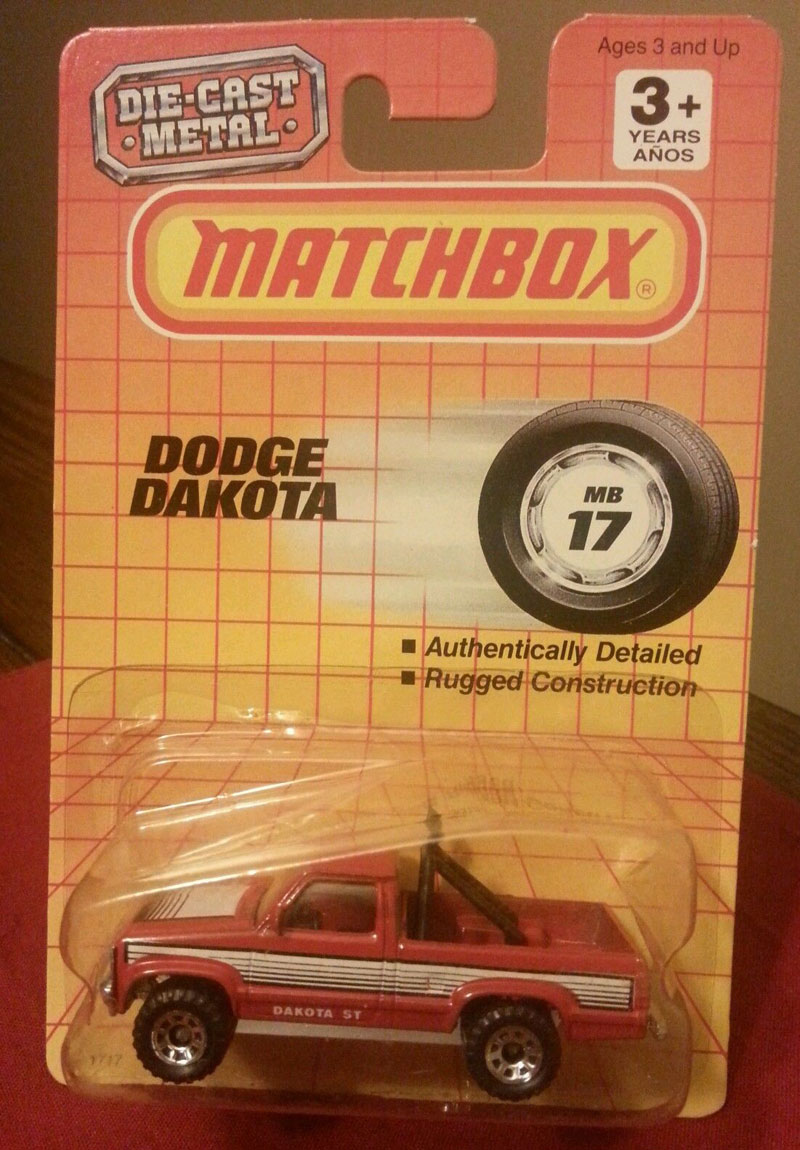 Ages 3 and Up
DIE-CAST
METAL
3+
YEARS
AÑOS
MATCHBOX®
DODGE
DAKOTA
MB
17
■ Authentically Detailed
■ Rugged Construction
DAKOTA ST
1717